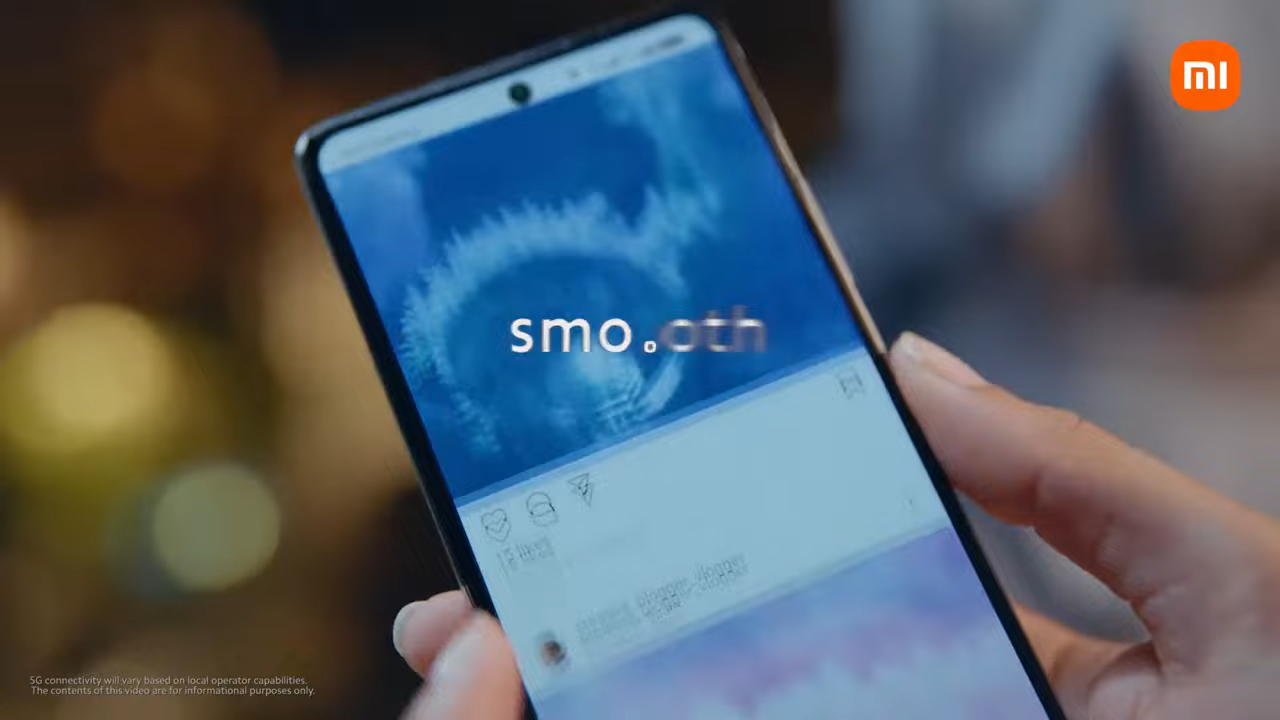 mi
smo.oth
5G connectivity will vary based on local operator capabilities.
The contents of this video are for informational purposes only.